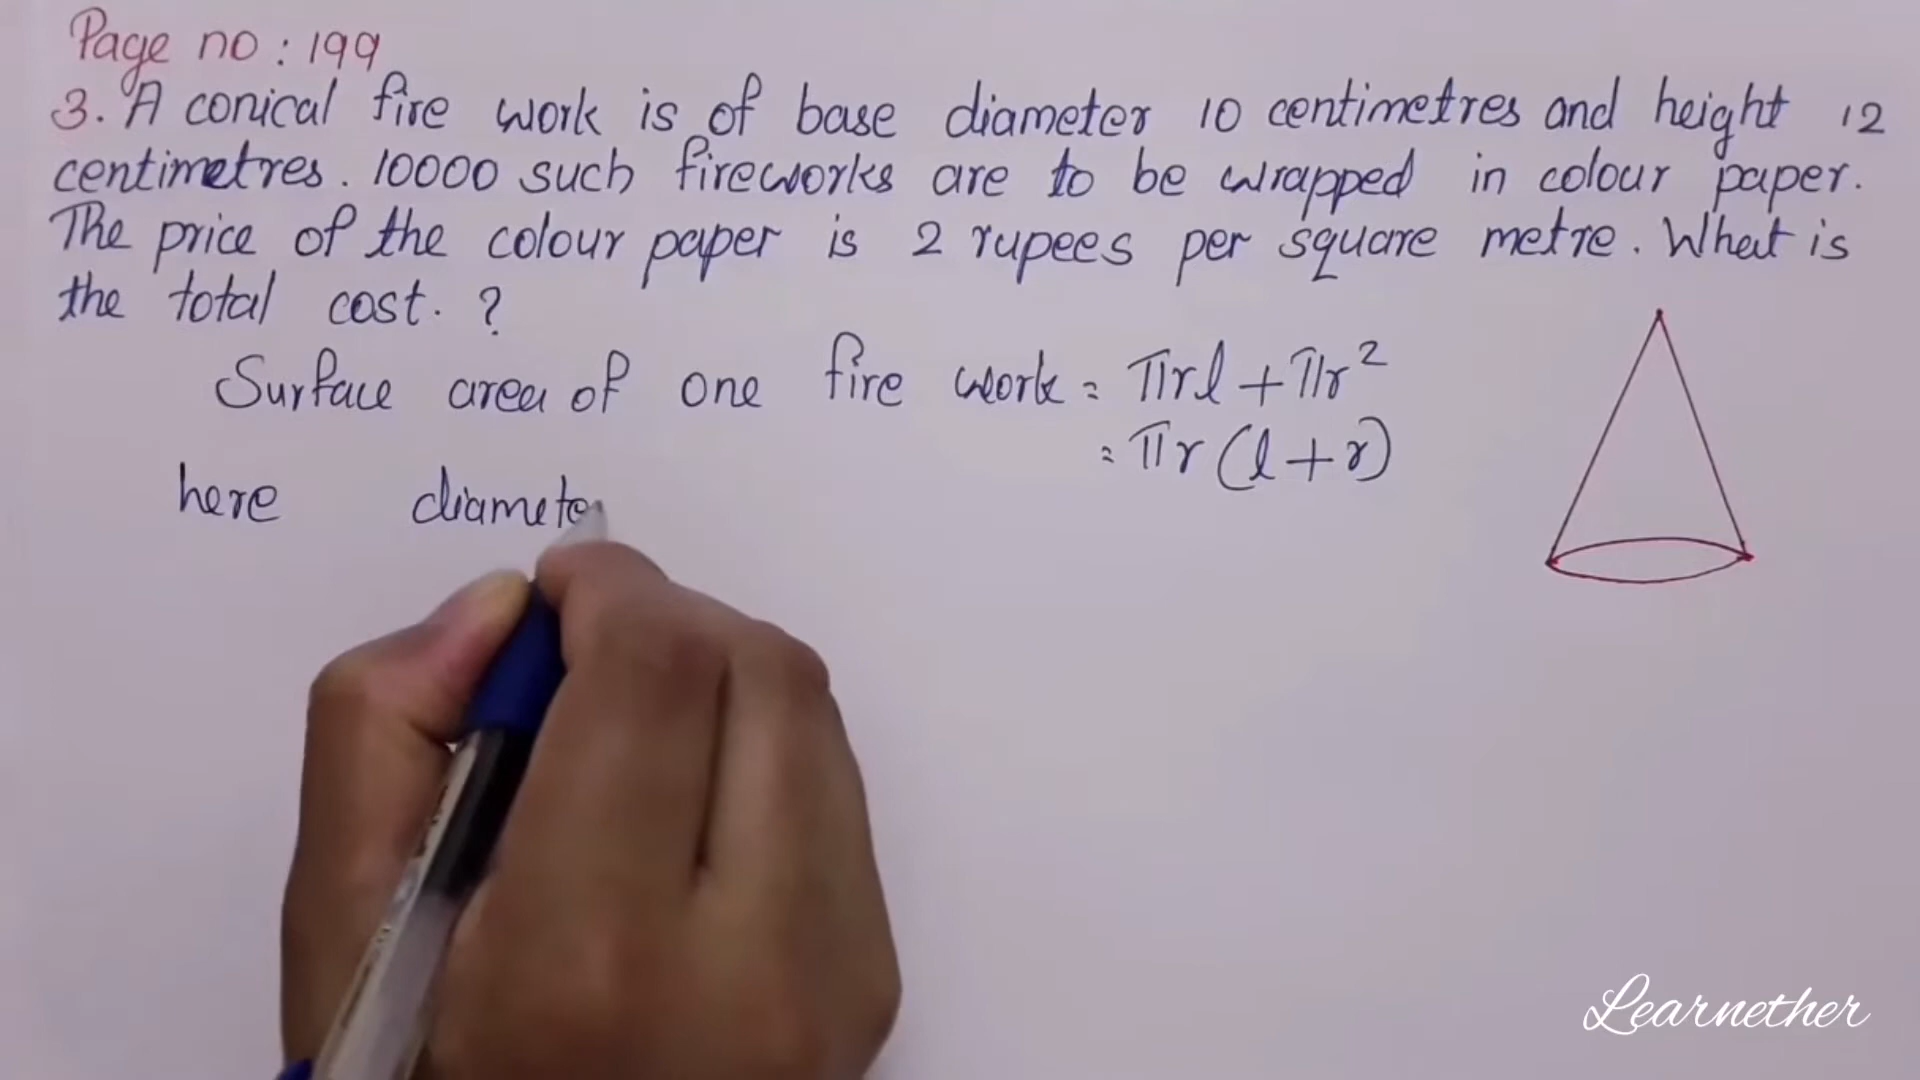 Page no : 199
3. A conical fire work is of base diameter 10 centimetres and height 12
centimetres. 10000 such fireworks are to be wrapped in colour paper.
The price of the colour paper is 2 rupees per square metre. What is
the total cost. ?
Surface area of one fire work = πrl + πr²
= πr (l + r)
here diamete
Learnether